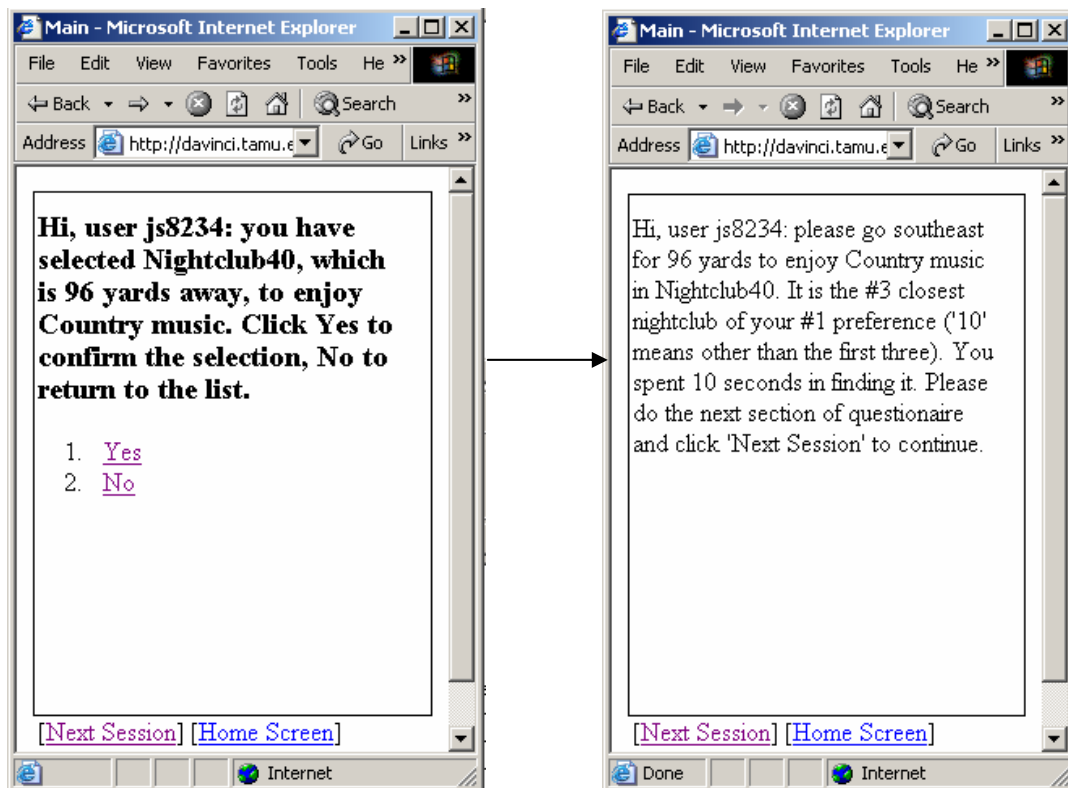 Main - Microsoft Internet Explorer
File Edit View Favorites Tools He »
Back Search »
Address http://davinci.tamu.e Go Links »
Hi, user js8234: you have
selected Nightclub40, which
is 96 yards away, to enjoy
Country music. Click Yes to
confirm the selection, No to
return to the list.
1. Yes
2. No
[Next Session] [Home Screen]
Internet
Main - Microsoft Internet Explorer
File Edit View Favorites Tools He »
Back Search »
Address http://davinci.tamu.e Go Links »
Hi, user js8234: please go southeast
for 96 yards to enjoy Country music
in Nightclub40. It is the #3 closest
nightclub of your #1 preference ('10'
means other than the first three). You
spent 10 seconds in finding it. Please
do the next section of questionaire
and click 'Next Session' to continue.
[Next Session] [Home Screen]
Done Internet